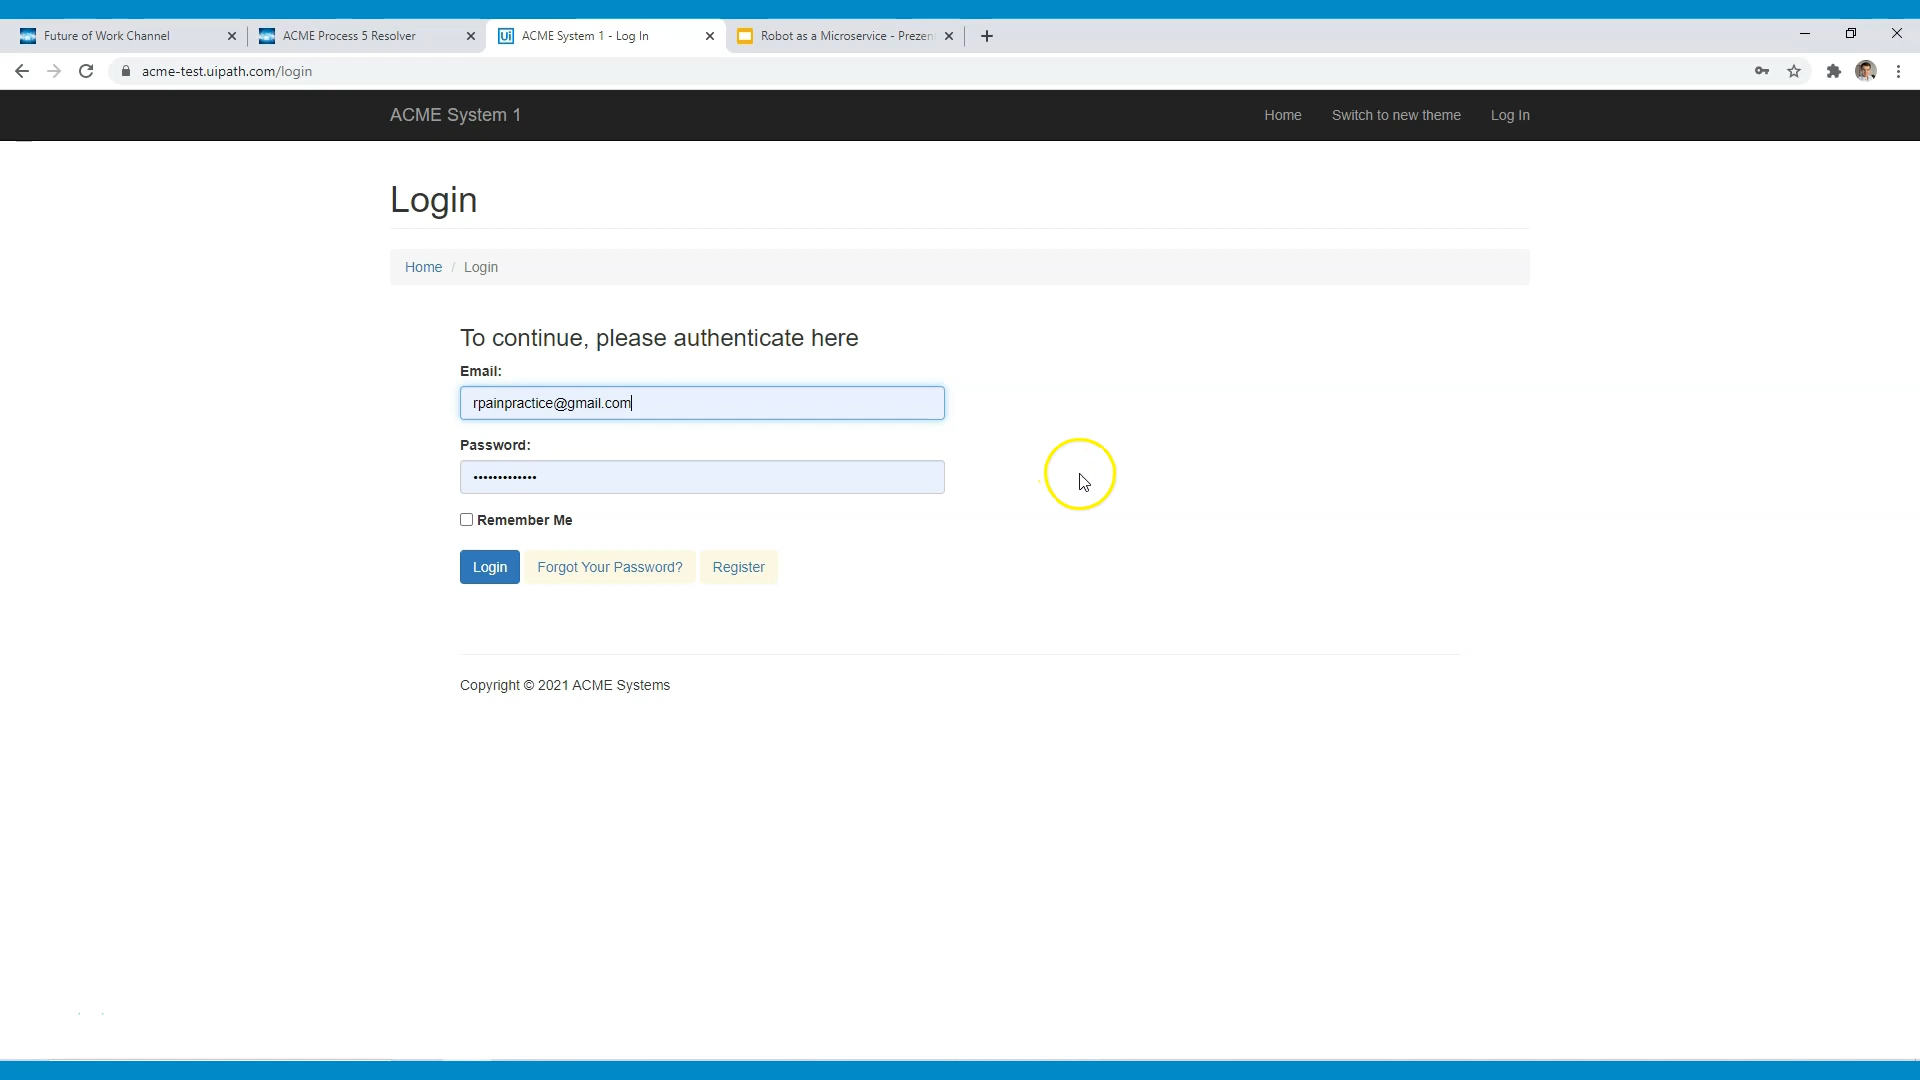 Future of Work Channel
ACME Process 5 Resolver
Ui ACME System 1 - Log In
Robot as a Microservice - Prezen
acme-test.uipath.com/login
ACME System 1
Home
Switch to new theme
Log In
Login
Home / Login
To continue, please authenticate here
Email:
rpainpractice@gmail.com
Password:
•••••••••••••
Remember Me
Login
Forgot Your Password?
Register
Copyright © 2021 ACME Systems